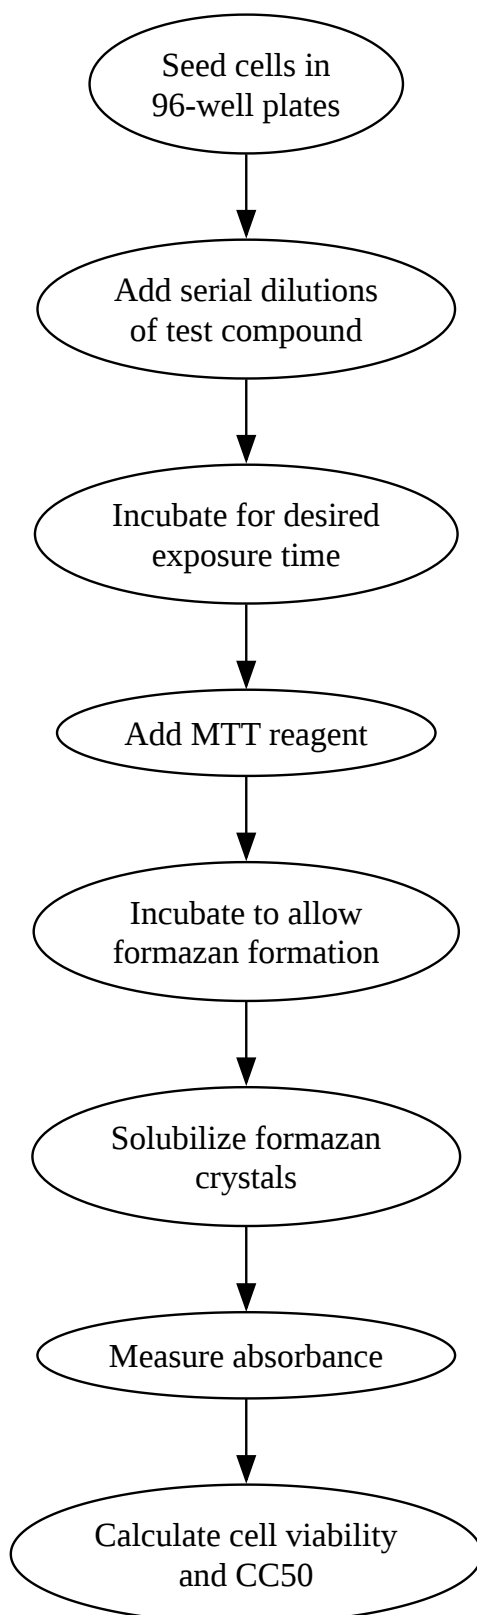 Seed cells in
96-well plates
Add serial dilutions
of test compound
Incubate for desired
exposure time
Add MTT reagent
Incubate to allow
formazan formation
Solubilize formazan
crystals
Measure absorbance
Calculate cell viability
and CC50